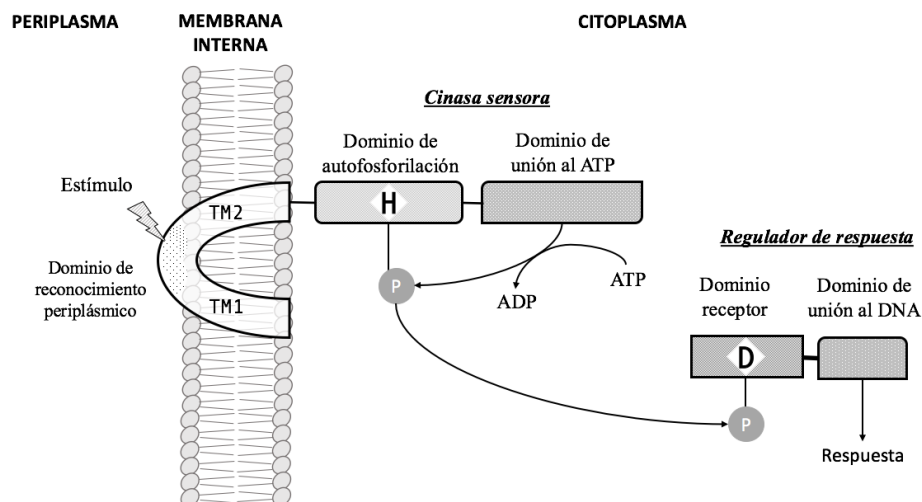 PERIPLASMA
MEMBRANA
INTERNA
CITOPLASMA
Cinasa sensora
Dominio de
autofosforilación
Dominio de
unión al ATP
Estímulo
TM2
H
Regulador de respuesta
Dominio de
reconocimiento
periplásmico
TM1
P
ADP
ATP
Dominio
receptor
Dominio de
unión al DNA
D
P
Respuesta